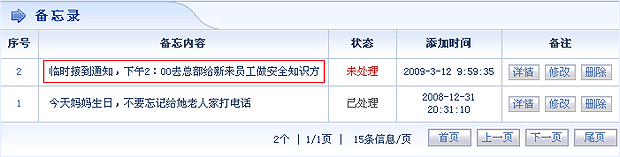 备忘录
序号 备忘内容 状态 添加时间 备注
2 临时接到通知，下午2：00去总部给新来员工做安全知识方 未处理 2009-3-12 9:59:35 详情 修改 删除
1 今天妈妈生日，不要忘记给她老人家打电话 已处理 2008-12-31
20:31:10 详情 修改 删除
2个 | 1/1页 | 15条信息/页 首页 上一页 下一页 尾页